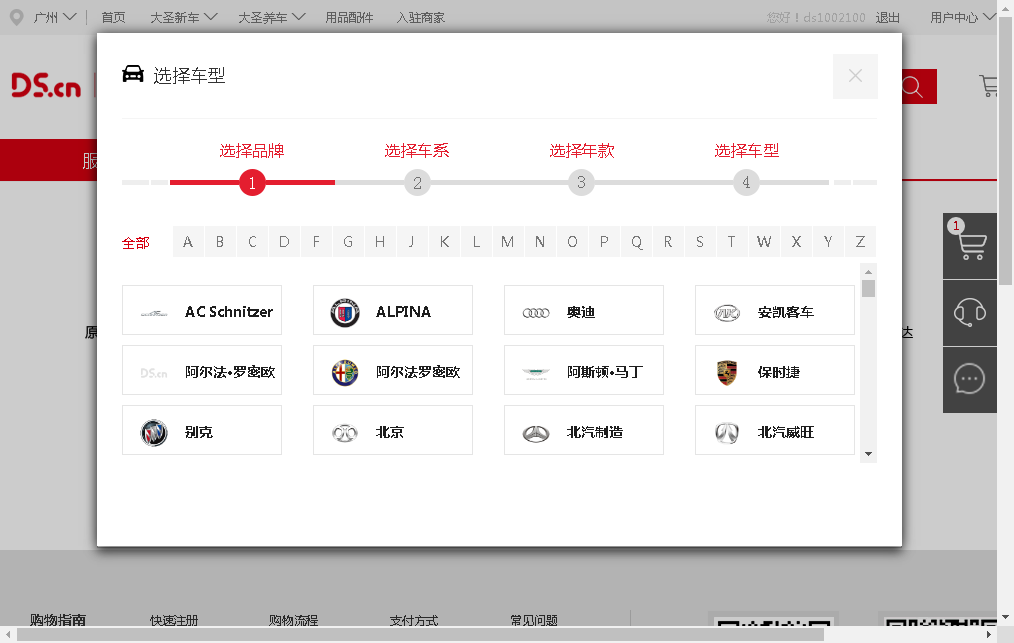 广州 首页 大圣新车 大圣养车 用品配件 入驻商家 您好！ds1002100 退出 用户中心
DS.cn
选择车型
服
选择品牌 选择车系 选择年款 选择车型
1 2 3 4
全部 A B C D F G H J K L M N O P Q R S T W X Y Z
1
AC Schnitzer ALPINA 奥迪 安凯客车
原 达
DS.cn 阿尔法·罗密欧 阿尔法罗密欧 阿斯顿·马丁 保时捷
别克 北京 北汽制造 北汽威旺
购物指南 快速注册 购物流程 支付方式 常见问题